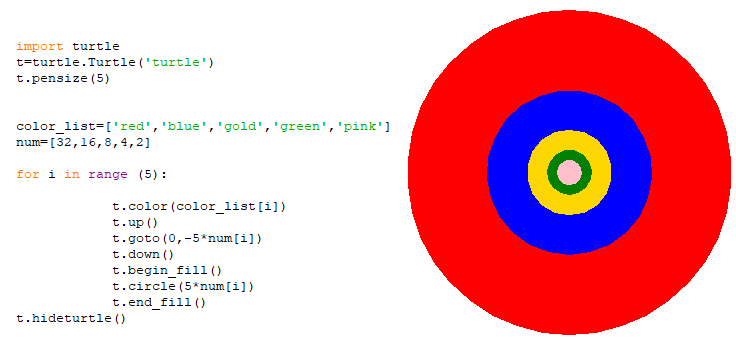 import turtle
t=turtle.Turtle('turtle')
t.pensize(5)
color_list=['red','blue','gold','green','pink']
num=[32,16,8,4,2]
for i in range (5):
t.color(color_list[i])
t.up()
t.goto(0,-5*num[i])
t.down()
t.begin_fill()
t.circle(5*num[i])
t.end_fill()
t.hideturtle()